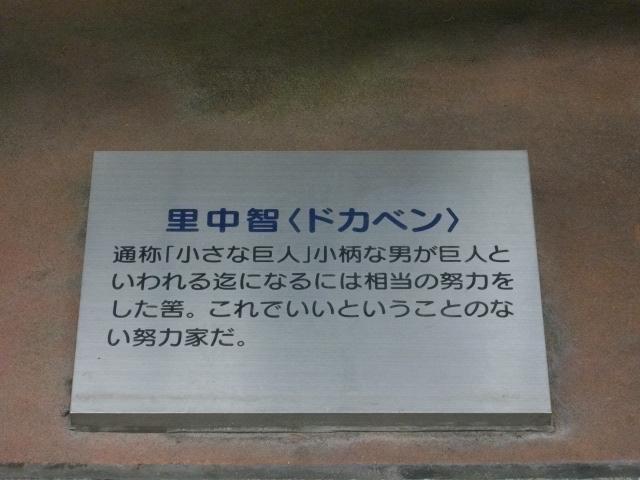 里中智〈ドカベン〉
通称「小さな巨人」小柄な男が巨人と
いわれる迄になるには相当の努力を
した筈。これでいいということのな
い努力家だ。